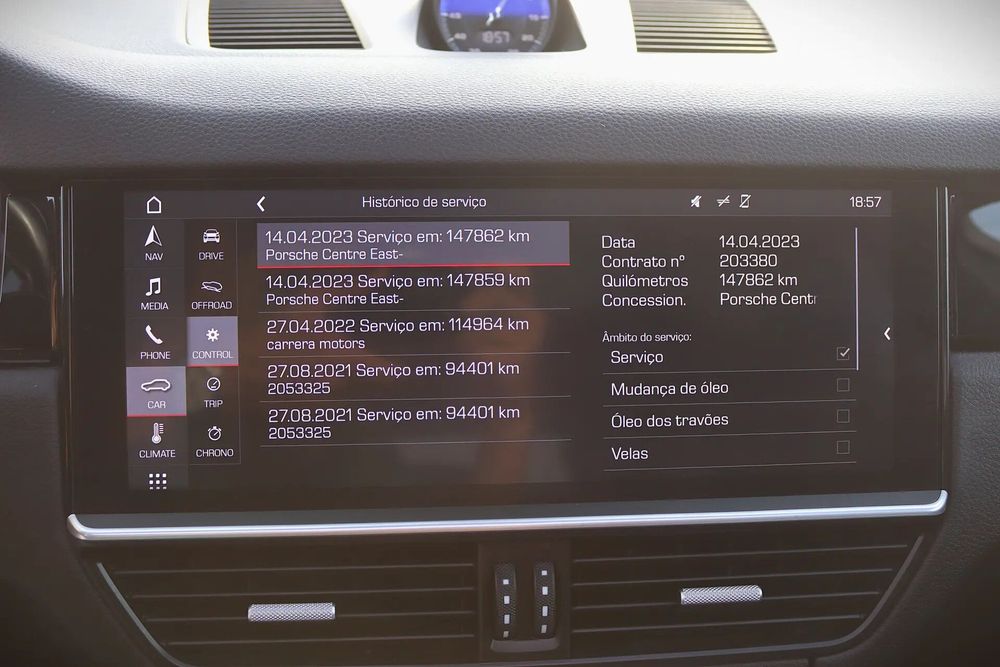 1857
Histórico de serviço
18:57
NAV
DRIVE
MEDIA
OFFROAD
PHONE
CONTROL
CAR
TRIP
CLIMATE
CHRONO
14.04.2023 Serviço em: 147862 km
Porsche Centre East-
14.04.2023 Serviço em: 147859 km
Porsche Centre East-
27.04.2022 Serviço em: 114964 km
carrera motors
27.08.2021 Serviço em: 94401 km
2053325
27.08.2021 Serviço em: 94401 km
2053325
Data 14.04.2023
Contrato nº 203380
Quilómetros 147862 km
Concession. Porsche Centr
Âmbito do serviço:
Serviço
Mudança de óleo
Óleo dos travões
Velas